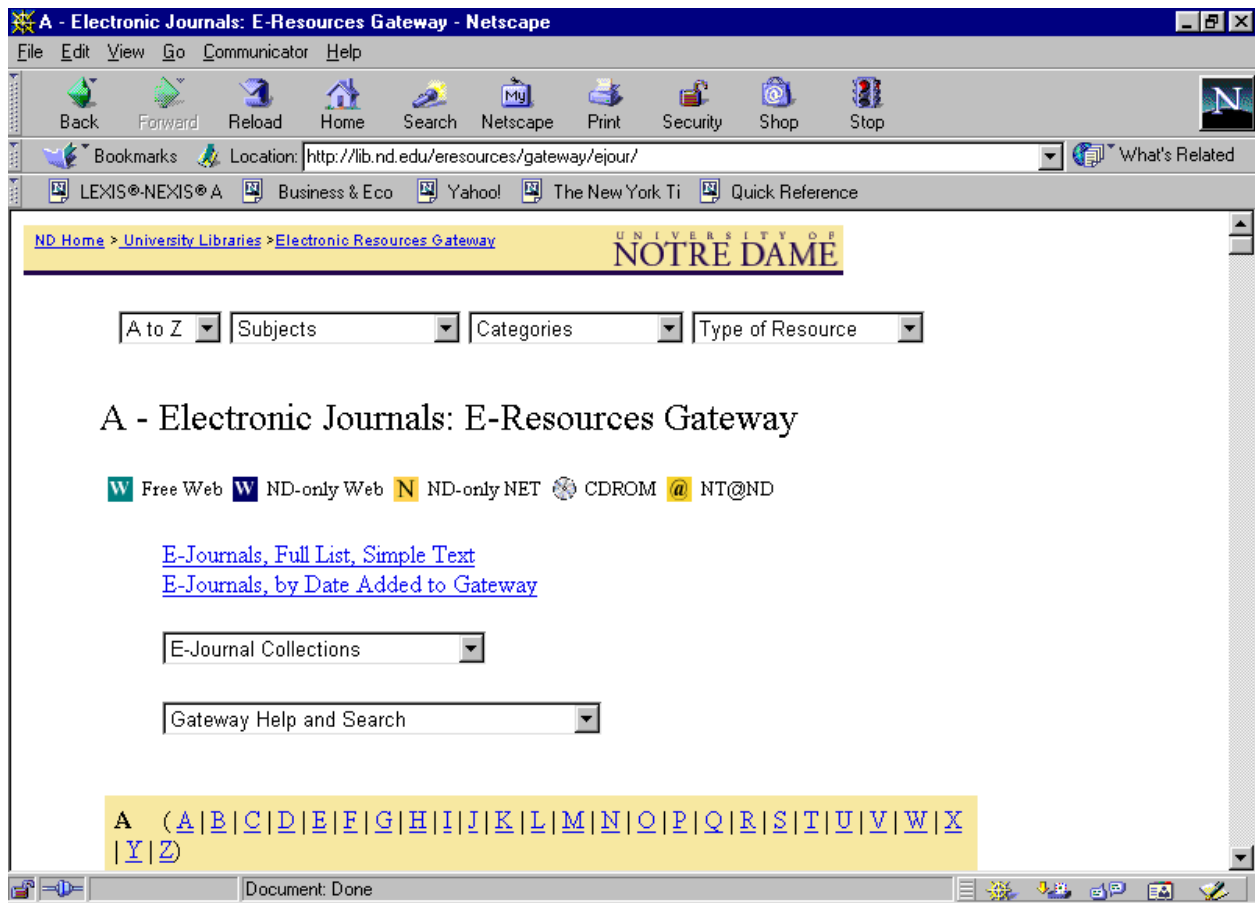 A - Electronic Journals: E-Resources Gateway - Netscape
File Edit View Go Communicator Help
My
Back Forward Reload Home Search Netscape Print Security Shop Stop
N
Bookmarks Location: http://lib.nd.edu/eresources/gateway/ejour/ What's Related
LEXIS®-NEXIS® A Business & Eco Yahoo! The New York Ti Quick Reference
ND Home > University Libraries >Electronic Resources Gateway
UNIVERSITY OF
NOTRE DAME
A to Z Subjects Categories Type of Resource
A - Electronic Journals: E-Resources Gateway
W Free Web W ND-only Web N ND-only NET CDROM @ NT@ND
E-Journals, Full List, Simple Text
E-Journals, by Date Added to Gateway
E-Journal Collections
Gateway Help and Search
A (A|B|C|D|E|F|G|H|I|J|K|L|M|N|O|P|Q|R|S|T|U|V|W|X
|Y|Z)
Document: Done